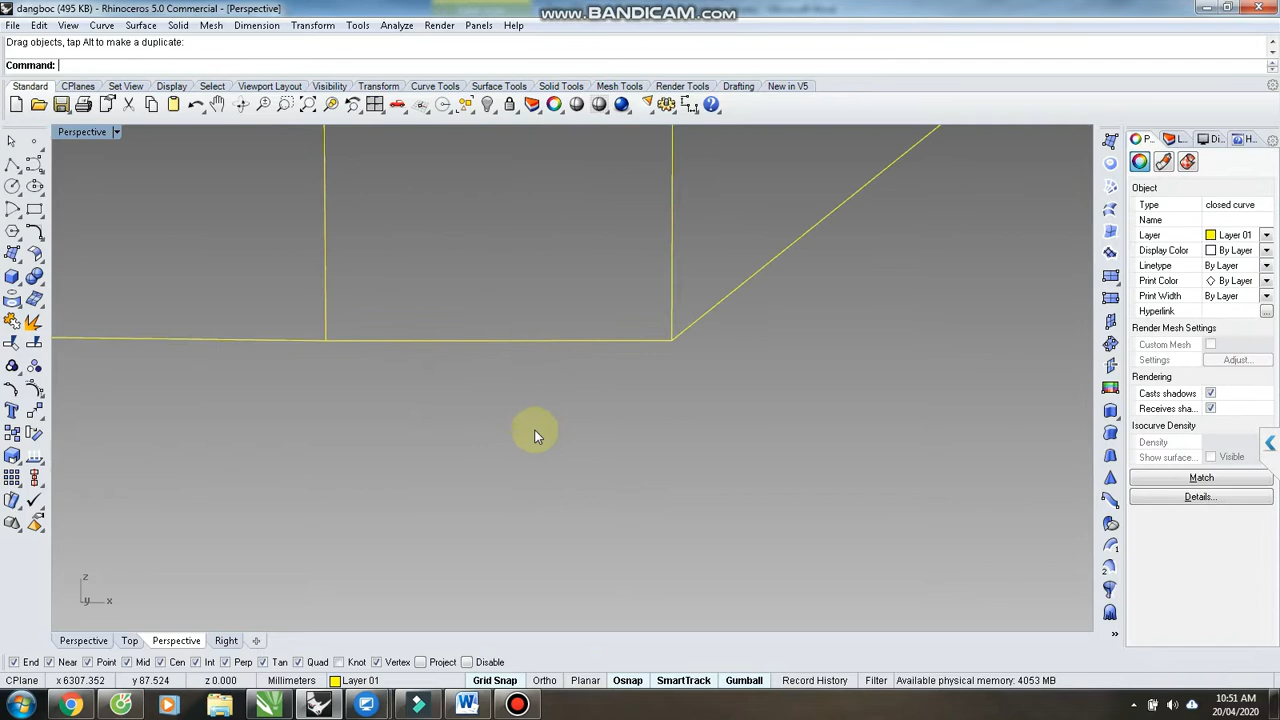 dangboc (495 KB) - Rhinoceros 5.0 Commercial - [Perspective]
www.BANDICAM.com
File Edit View Curve Surface Solid Mesh Dimension Transform Tools Analyze Render Panels Help
Drag objects, tap Alt to make a duplicate:
Command:
Standard CPlanes Set View Display Select Viewport Layout Visibility Transform Curve Tools Surface Tools Solid Tools Mesh Tools Render Tools Drafting New in V5
Perspective
P... L... Di... H...
Object
Type closed curve
Name
Layer Layer 01
Display Color By Layer
Linetype By Layer
Print Color By Layer
Print Width By Layer
Hyperlink ...
Render Mesh Settings
Custom Mesh
Settings Adjust...
Rendering
Casts shadows
Receives sha...
Isocurve Density
Density
Show surface... Visible
Match
Details...
z
y x
Perspective Top Perspective Right
End Near Point Mid Cen Int Perp Tan Quad Knot Vertex Project Disable
CPlane x 6307.352 y 87.524 z 0.000 Millimeters Layer 01 Grid Snap Ortho Planar Osnap SmartTrack Gumball Record History Filter Available physical memory: 4053 MB
10:51 AM
20/04/2020